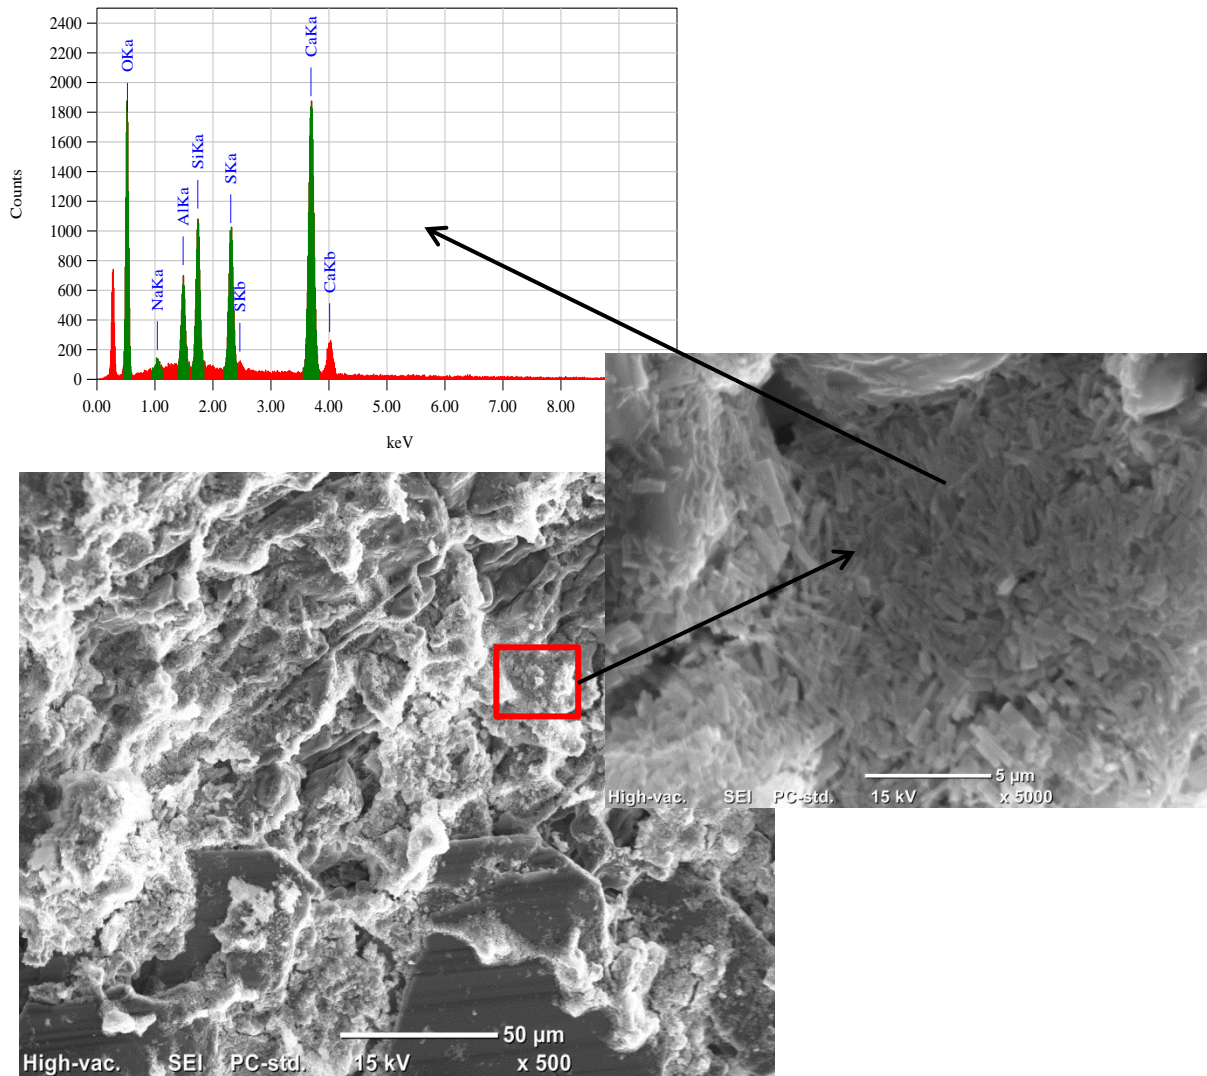 2400
2200
2000
1800
1600
1400
1200
1000
800
600
400
200
0
Counts
OKa
NaKa
AlKa
SiKa
SKa
SKb
CaKa
CaKb
0.00 1.00 2.00 3.00 4.00 5.00 6.00 7.00 8.00
keV
5 µm
High-vac. SEI PC-std. 15 kV x 5000
50 µm
High-vac. SEI PC-std. 15 kV x 500